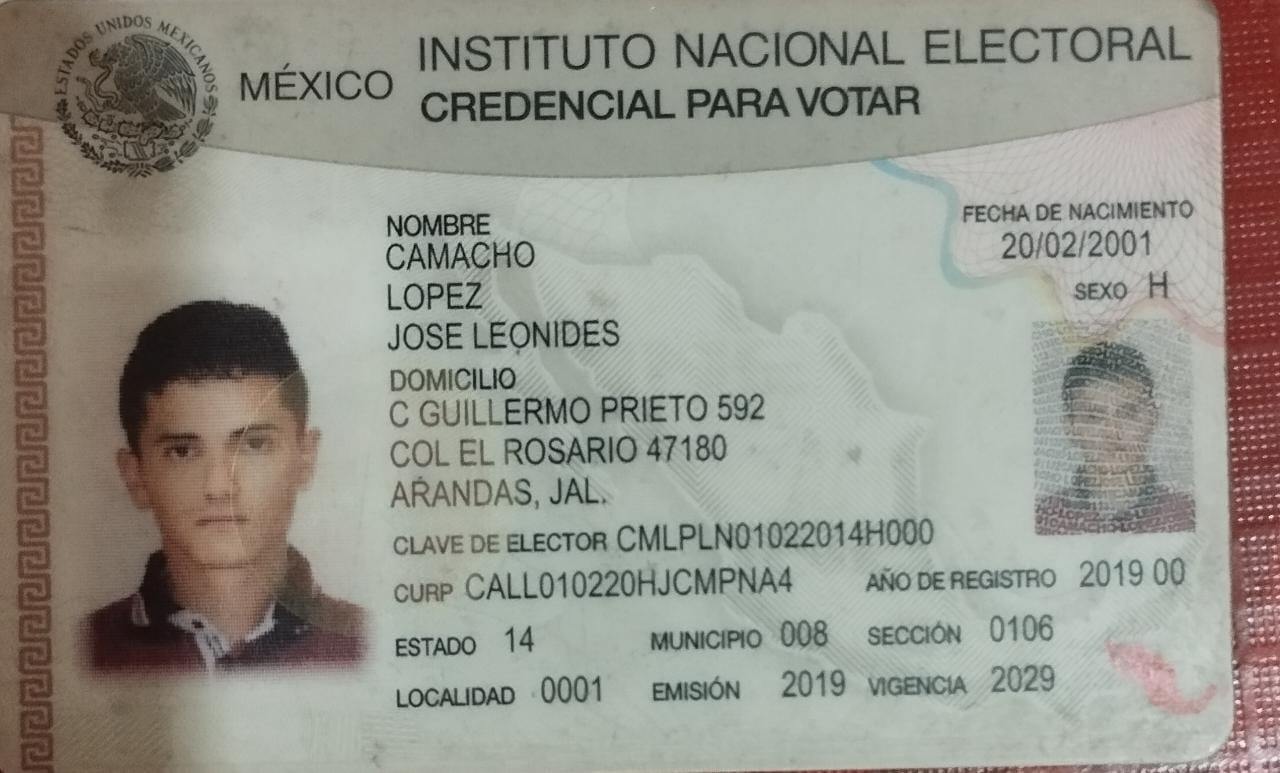 ESTADOS UNIDOS MEXICANOS
MÉXICO
INSTITUTO NACIONAL ELECTORAL
CREDENCIAL PARA VOTAR
NOMBRE
CAMACHO
LOPEZ
JOSE LEONIDES
FECHA DE NACIMIENTO
20/02/2001
SEXO H
DOMICILIO
C GUILLERMO PRIETO 592
COL EL ROSARIO 47180
ARANDAS, JAL.
CLAVE DE ELECTOR CMLPLN01022014H000
CURP CALL010220HJCMPNA4 AÑO DE REGISTRO 2019 00
ESTADO 14 MUNICIPIO 008 SECCIÓN 0106
LOCALIDAD 0001 EMISIÓN 2019 VIGENCIA 2029